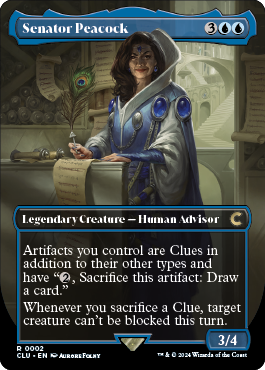 Senator Peacock 3
Legendary Creature — Human Advisor
Artifacts you control are Clues in
addition to their other types and
have “2, Sacrifice this artifact: Draw
a card.”
Whenever you sacrifice a Clue, target
creature can't be blocked this turn.
3/4
R 0002
CLU • EN AURORE FOLNY
™ & © 2024 Wizards of the Coast